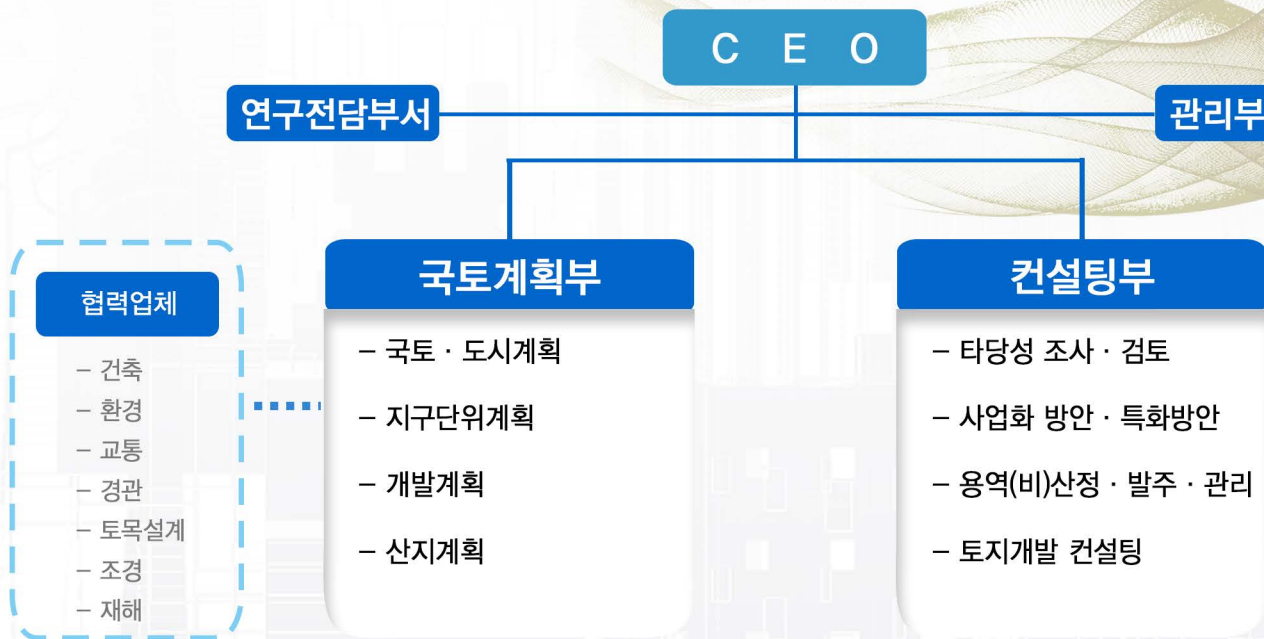 C E O
연구전담부서
관리부
협력업체
– 건축
– 환경
– 교통
– 경관
– 토목설계
– 조경
– 재해
국토계획부
– 국토 · 도시계획
– 지구단위계획
– 개발계획
– 산지계획
컨설팅부
– 타당성 조사 · 검토
– 사업화 방안 · 특화방안
– 용역(비)산정 · 발주 · 관리
– 토지개발 컨설팅